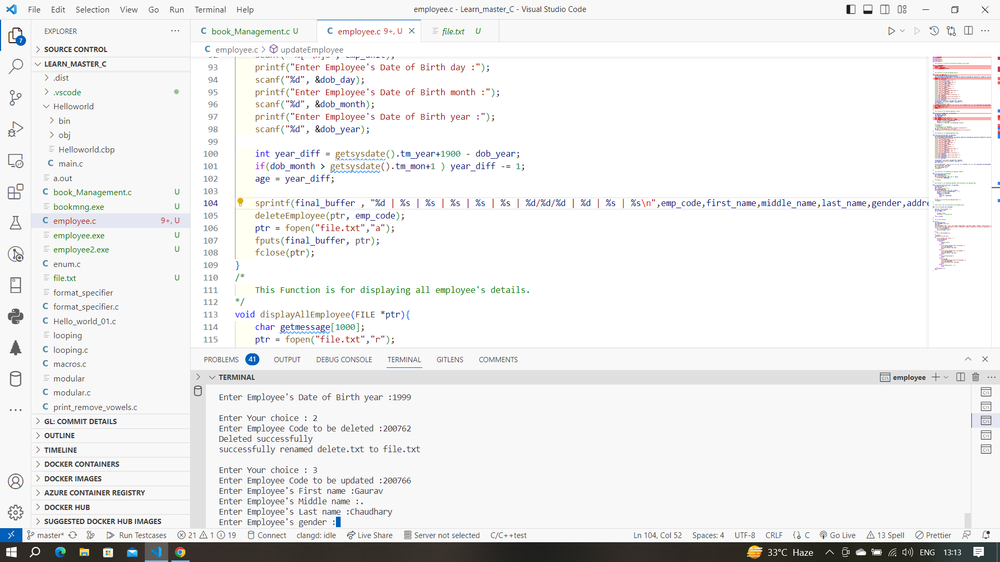 File Edit Selection View Go Run Terminal Help
employee.c - Learn_master_C - Visual Studio Code
EXPLORER
7
SOURCE CONTROL
LEARN_MASTER_C
.dist
.vscode
Helloworld
bin
obj
Helloworld.cbp
C main.c
a.out
C book_Management.c U
bookmng.exe U
C employee.c 9+, U
employee.exe U
employee2.exe U
C enum.c
file.txt U
format_specifier
C format_specifier.c
C Hello_world_01.c
looping
C looping.c
C macros.c
modular
C modular.c
C print_remove_vowels.c
GL: COMMIT DETAILS
OUTLINE
TIMELINE
DOCKER CONTAINERS
DOCKER IMAGES
AZURE CONTAINER REGISTRY
DOCKER HUB
SUGGESTED DOCKER HUB IMAGES
C book_Management.c U
C employee.c 9+, U
file.txt U
C employee.c > updateEmployee
93 printf("Enter Employee's Date of Birth day :");
94 scanf("%d", &dob_day);
95 printf("Enter Employee's Date of Birth month :");
96 scanf("%d", &dob_month);
97 printf("Enter Employee's Date of Birth year :");
98 scanf("%d", &dob_year);
99
100 int year_diff = getsysdate().tm_year+1900 - dob_year;
101 if(dob_month > getsysdate().tm_mon+1 ) year_diff -= 1;
102 age = year_diff;
103
104 sprintf(final_buffer , "%d | %s | %s | %s | %s | %s | %d/%d/%d | %d | %s | %s\n",emp_code,first_name,middle_name,last_name,gender,addre
105 deleteEmployee(ptr, emp_code);
106 ptr = fopen("file.txt","a");
107 fputs(final_buffer, ptr);
108 fclose(ptr);
109 }
110 /*
111 This Function is for displaying all employee's details.
112 */
113 void displayAllEmployee(FILE *ptr){
114 char getmessage[1000];
115 ptr = fopen("file.txt","r");
PROBLEMS 41 OUTPUT DEBUG CONSOLE TERMINAL GITLENS COMMENTS
TERMINAL
employee
Enter Employee's Date of Birth year :1999
Enter Your choice : 2
Enter Employee Code to be deleted :200762
Deleted successfully
successfully renamed delete.txt to file.txt
Enter Your choice : 3
Enter Employee Code to be updated :200766
Enter Employee's First name :Gaurav
Enter Employee's Middle name :.
Enter Employee's Last name :Chaudhary
Enter Employee's gender :
master* Run Testcases 21 1 19 Connect clangd: idle Live Share Server not selected C/C++test
Ln 104, Col 52 Spaces: 4 UTF-8 CRLF C Go Live 13 Spell Prettier
33°C Haze ENG 13:13